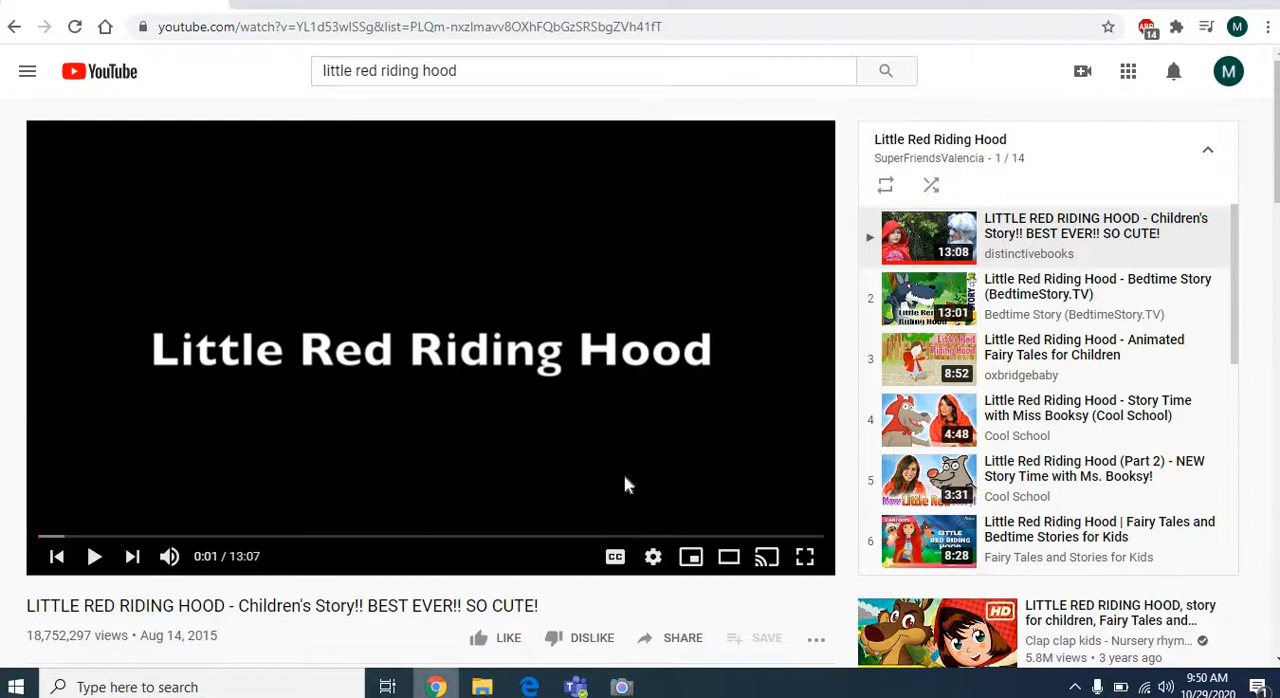 youtube.com/watch?v=YL1d53wlSSg&list=PLQm-nxzlmavv8OXhFQbGzSRSbgZVh41fT
14
M
YouTube
little red riding hood
M
Little Red Riding Hood
0:01 / 13:07
CC
LITTLE RED RIDING HOOD - Children's Story!! BEST EVER!! SO CUTE!
18,752,297 views • Aug 14, 2015
LIKE
DISLIKE
SHARE
SAVE
Little Red Riding Hood
SuperFriendsValencia - 1 / 14
13:08
LITTLE RED RIDING HOOD - Children's
Story!! BEST EVER!! SO CUTE!
distinctivebooks
2
13:01
Little Red Riding Hood - Bedtime Story
(BedtimeStory.TV)
Bedtime Story (BedtimeStory.TV)
3
8:52
Little Red Riding Hood - Animated
Fairy Tales for Children
oxbridgebaby
4
4:48
Little Red Riding Hood - Story Time
with Miss Booksy (Cool School)
Cool School
5
3:31
Little Red Riding Hood (Part 2) - NEW
Story Time with Ms. Booksy!
Cool School
6
8:28
Little Red Riding Hood | Fairy Tales and
Bedtime Stories for Kids
Fairy Tales and Stories for Kids
HD
LITTLE RED RIDING HOOD, story
for children, Fairy Tales and...
Clap clap kids - Nursery rhym...
5.8M views • 3 years ago
Type here to search
9:50 AM
10/29/2020